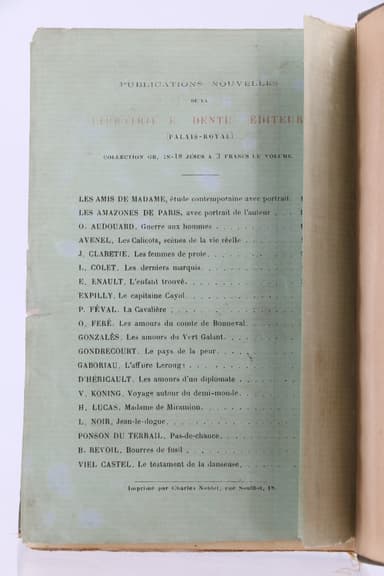 PUBLICATIONS NOUVELLES
DE LA
LIBRAIRIE E. DENTU, ÉDITEUR
(PALAIS-ROYAL)
COLLECTION GR. IN-18 JÉSUS A 3 FRANCS LE VOLUME.
LES AMIS DE MADAME, étude contemporaine avec portrait.
LES AMAZONES DE PARIS, avec portrait de l'auteur
O. AUDOUARD. Guerre aux hommes
AVENEL. Les Calicots, scènes de la vie réelle
J. CLARETIE. Les femmes de proie
L. COLET. Les derniers marquis
E. ENAULT. L'enfant trouvé
EXPILLY. Le capitaine Cayol
P. FÉVAL. La Cavalière
O. FERÉ. Les amours du comte de Bonneval
GONZALÈS. Les amours du Vert Galant
GONDRECOURT. Le pays de la peur
GABORIAU. L'affaire Lerouge
D'HÉRICAULT. Les amours d'un diplomate
V. KONING. Voyage autour du demi-monde
H. LUCAS. Madame de Miramion
L. NOIR. Jean-le-dogue
PONSON DU TERRAIL. Pas-de-chance
B. REVOIL. Bourres de fusil
VIEL CASTEL. Le testament de la danseuse
Imprimé par Charles Noblet, rue Soufflot, 18.